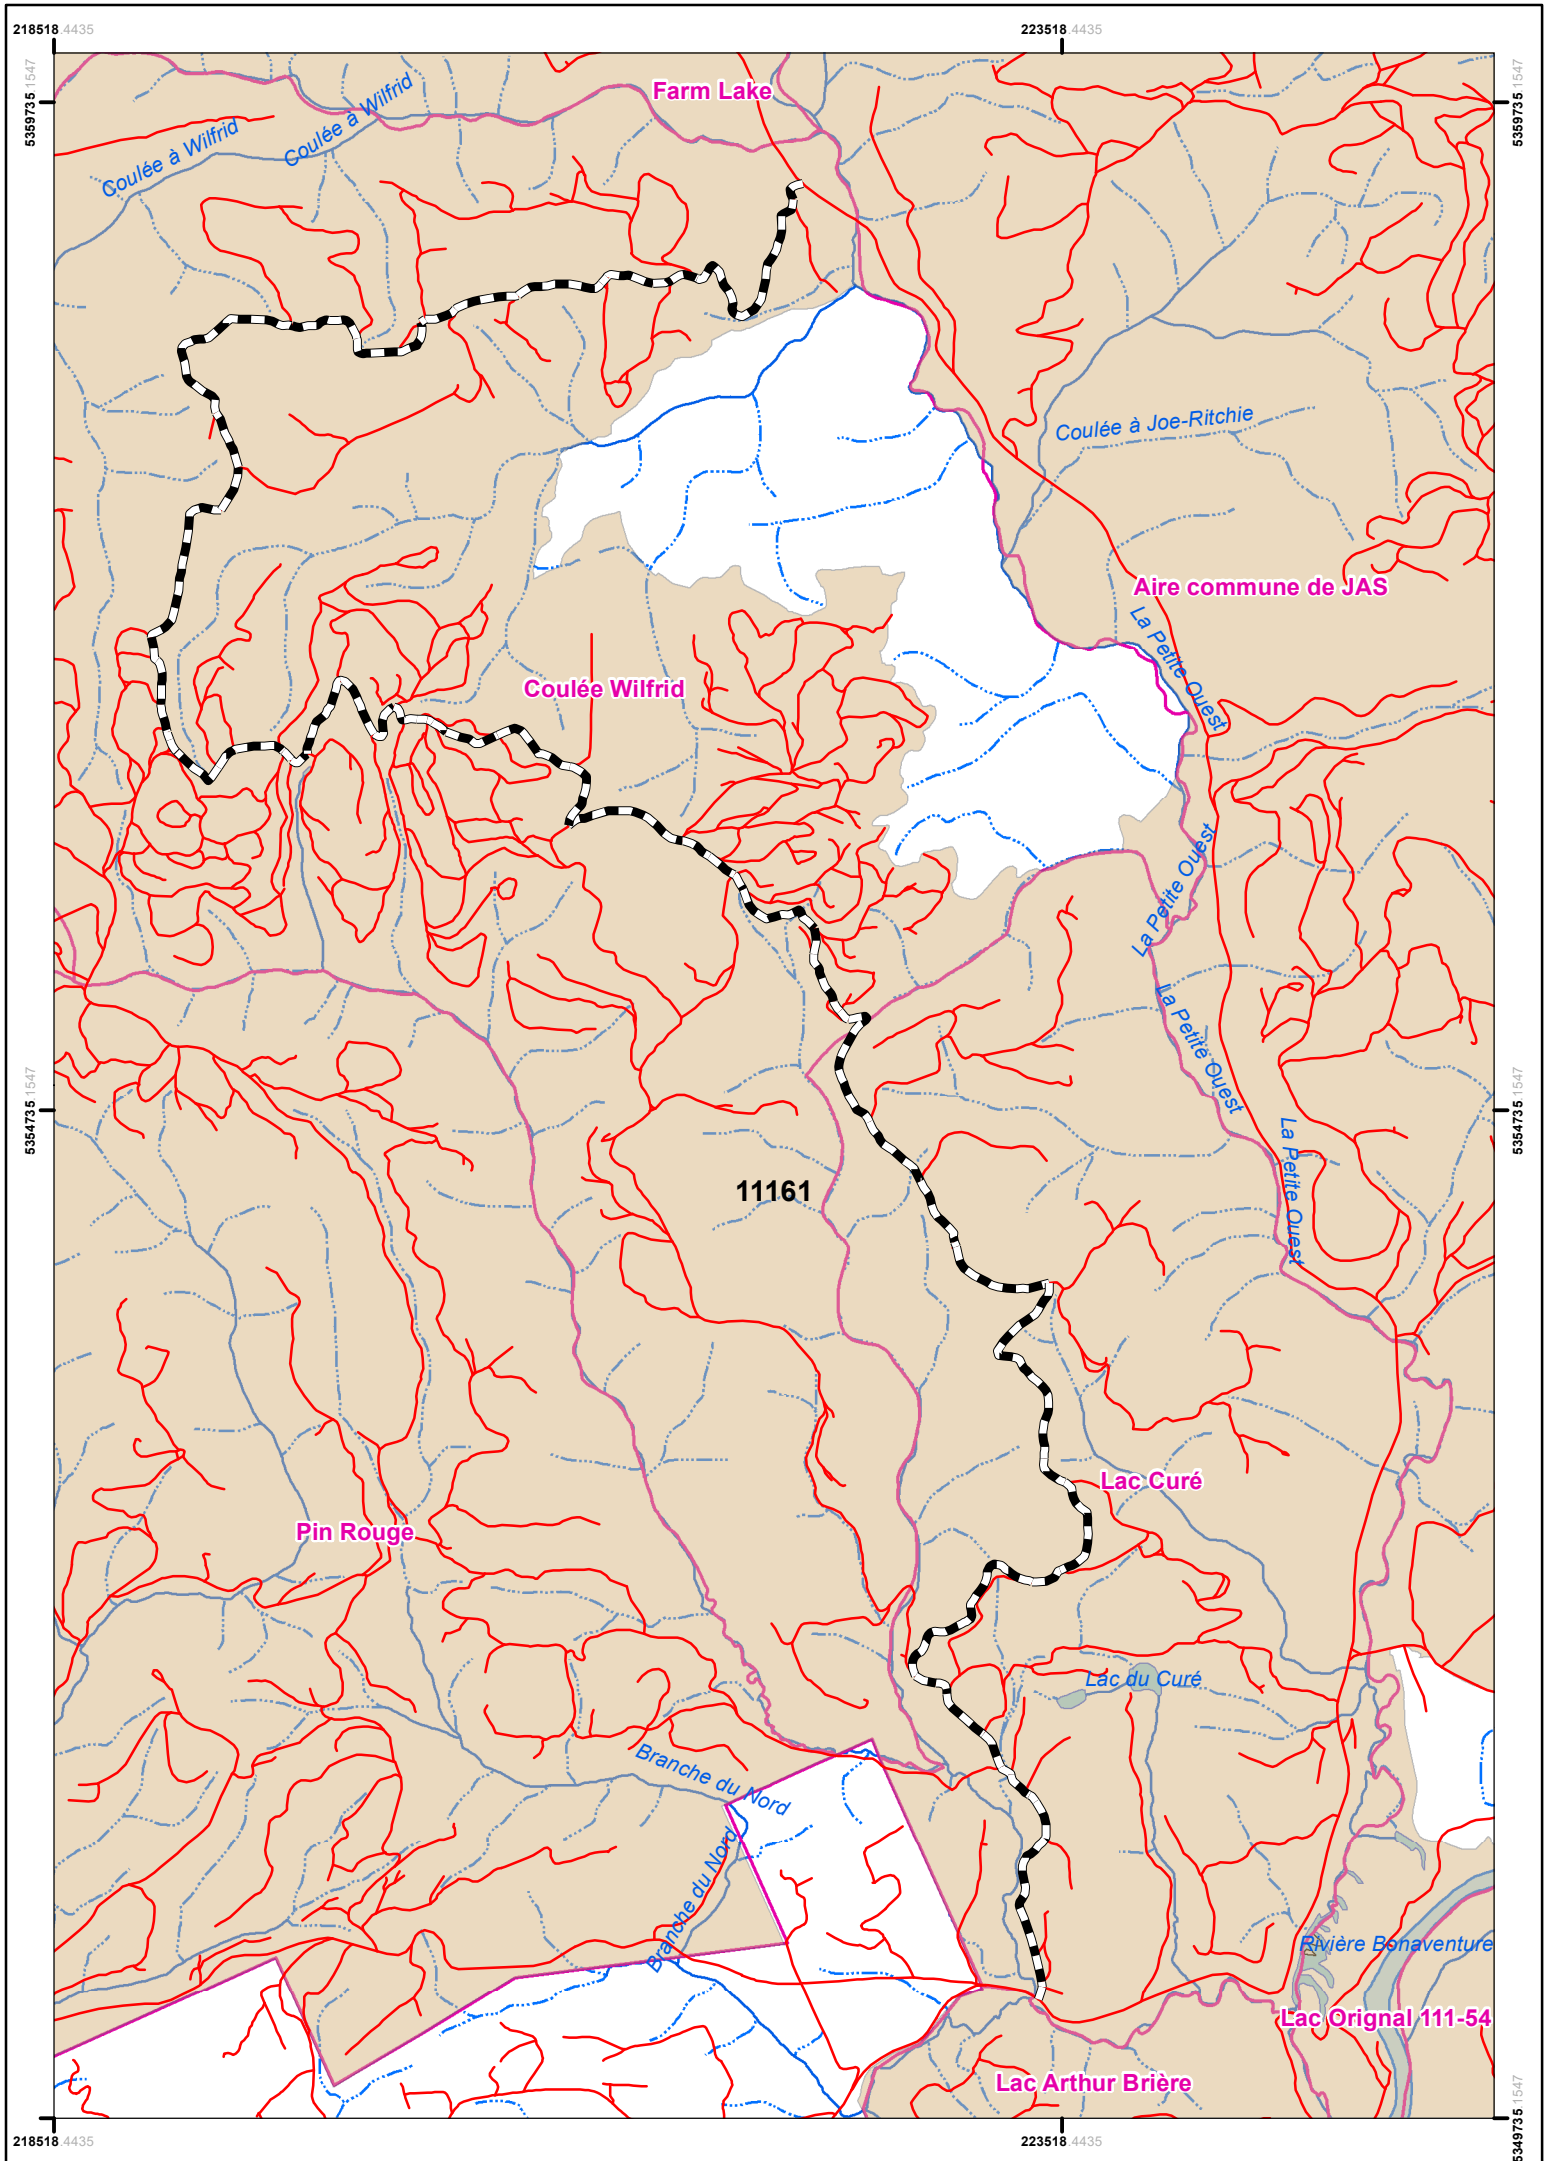 218518.4435
223518.4435
5359735.1547
5359735.1547
Farm Lake
Coulée à Wilfrid
Coulée à Wilfrid
Coulée à Joe-Ritchie
Aire commune de JAS
La Petite Ouest
Coulée Wilfrid
La Petite Ouest
La Petite Ouest
5354735.1547
5354735.1547
La Petite Ouest
11161
Lac Curé
Pin Rouge
Lac du Curé
Branche du Nord
Branche du Nord
Rivière Bonaventure
Lac Orignal 111-54
Lac Arthur Brière
5349735.1547
218518.4435
223518.4435